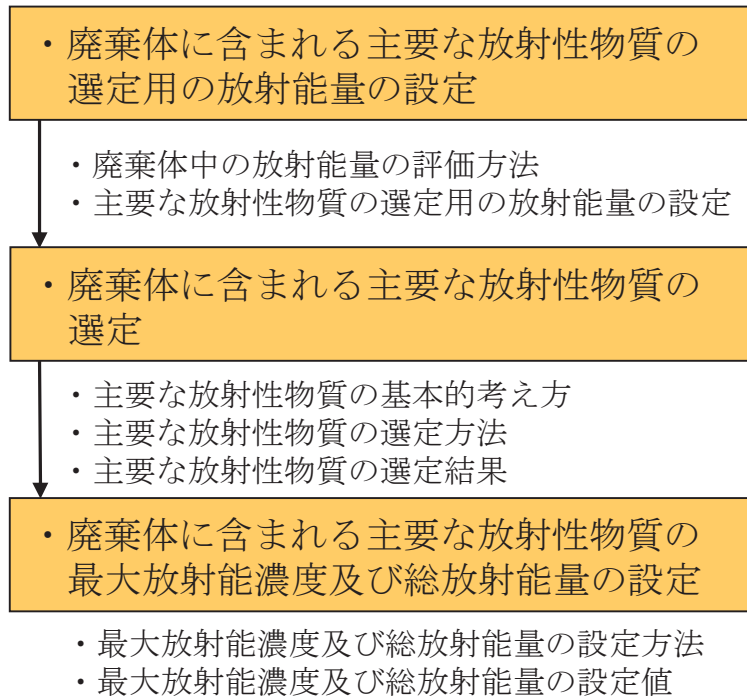 ・廃棄体に含まれる主要な放射性物質の
選定用の放射能量の設定
・廃棄体中の放射能量の評価方法
・主要な放射性物質の選定用の放射能量の設定
・廃棄体に含まれる主要な放射性物質の
選定
・主要な放射性物質の基本的考え方
・主要な放射性物質の選定方法
・主要な放射性物質の選定結果
・廃棄体に含まれる主要な放射性物質の
最大放射能濃度及び総放射能量の設定
・最大放射能濃度及び総放射能量の設定方法
・最大放射能濃度及び総放射能量の設定値